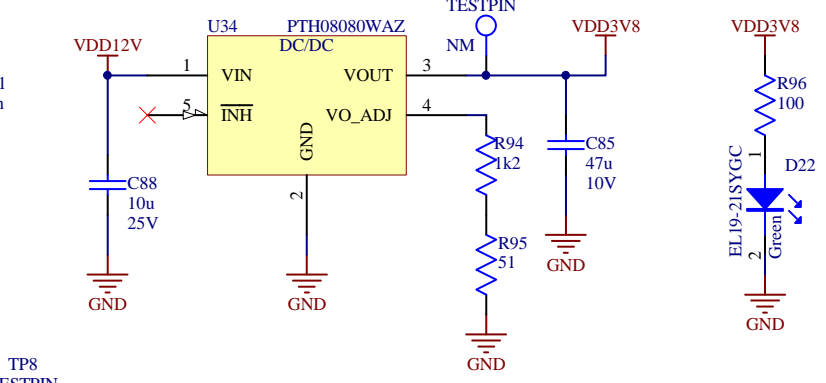 TESTPIN
U34
PTH08080WAZ
VDD3V8
VDD3V8
VDD12V
DC/DC
NM
1
VIN
VOUT
3
5
INH
VO_ADJ
4
GND
2
R94
1k2
C85
47u
10V
R96
100
1
D22
EL19-21SYGC
Green
2
C88
10u
25V
R95
51
GND
GND
GND
GND
GND
TP8